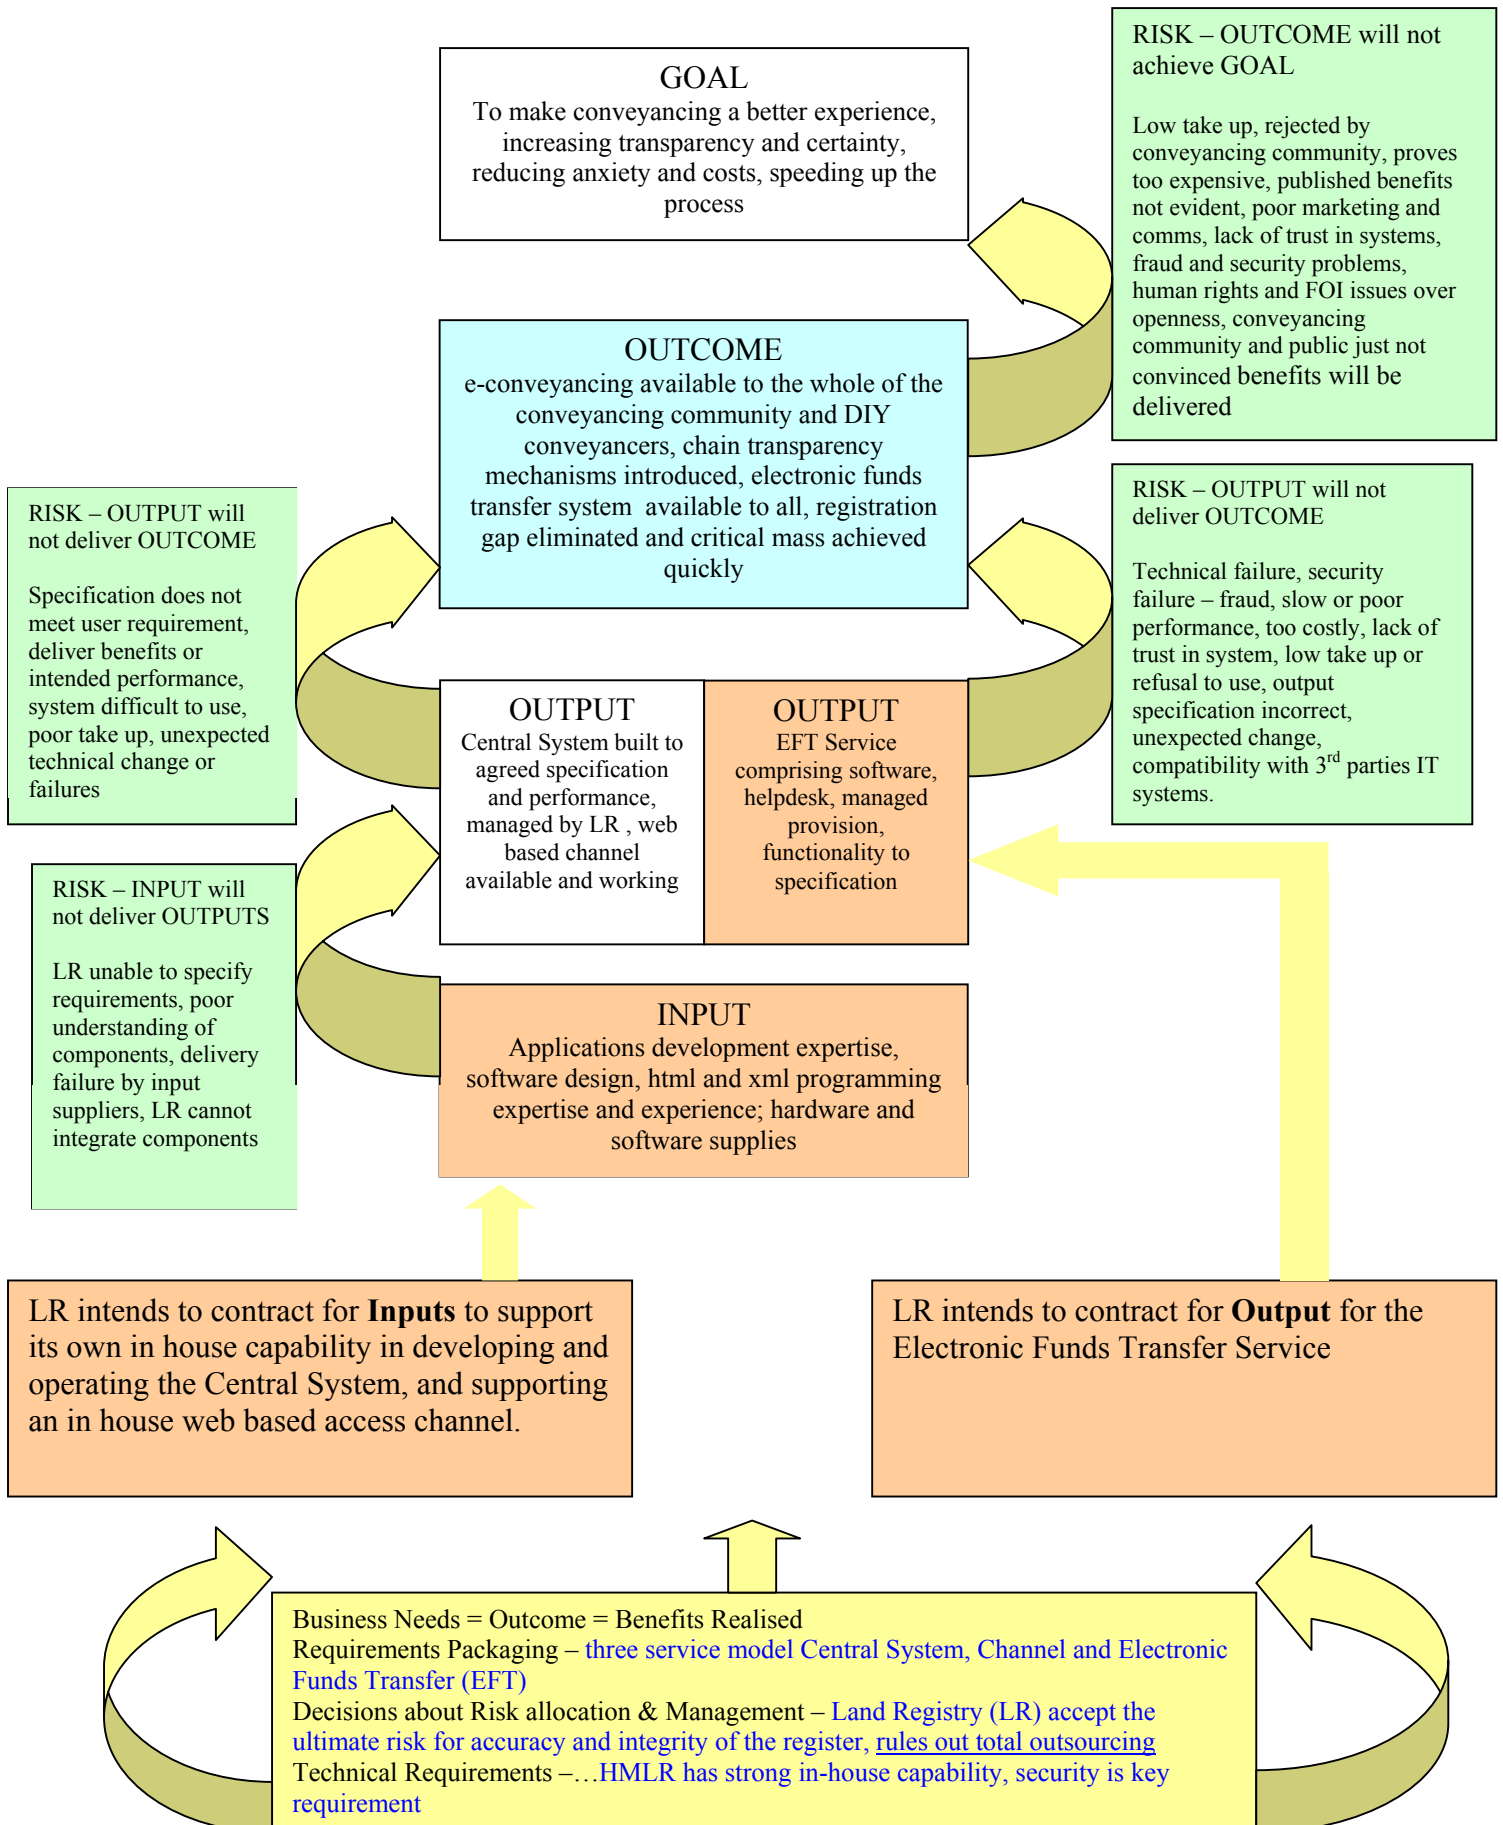 GOAL
To make conveyancing a better experience,
increasing transparency and certainty,
reducing anxiety and costs, speeding up the
process
RISK – OUTCOME will not
achieve GOAL
Low take up, rejected by
conveyancing community, proves
too expensive, published benefits
not evident, poor marketing and
comms, lack of trust in systems,
fraud and security problems,
human rights and FOI issues over
openness, conveyancing
community and public just not
convinced benefits will be
delivered
OUTCOME
e-conveyancing available to the whole of the
conveyancing community and DIY
conveyancers, chain transparency
mechanisms introduced, electronic funds
transfer system available to all, registration
gap eliminated and critical mass achieved
quickly
RISK – OUTPUT will
not deliver OUTCOME
Specification does not
meet user requirement,
deliver benefits or
intended performance,
system difficult to use,
poor take up, unexpected
technical change or
failures
RISK – OUTPUT will not
deliver OUTCOME
Technical failure, security
failure – fraud, slow or poor
performance, too costly, lack of
trust in system, low take up or
refusal to use, output
specification incorrect,
unexpected change,
compatibility with 3rd parties IT
systems.
OUTPUT
Central System built to
agreed specification
and performance,
managed by LR , web
based channel
available and working
OUTPUT
EFT Service
comprising software,
helpdesk, managed
provision,
functionality to
specification
RISK – INPUT will
not deliver OUTPUTS
LR unable to specify
requirements, poor
understanding of
components, delivery
failure by input
suppliers, LR cannot
integrate components
INPUT
Applications development expertise,
software design, html and xml programming
expertise and experience; hardware and
software supplies
LR intends to contract for Inputs to support
its own in house capability in developing and
operating the Central System, and supporting
an in house web based access channel.
LR intends to contract for Output for the
Electronic Funds Transfer Service
Business Needs = Outcome = Benefits Realised
Requirements Packaging – three service model Central System, Channel and Electronic
Funds Transfer (EFT)
Decisions about Risk allocation & Management – Land Registry (LR) accept the
ultimate risk for accuracy and integrity of the register, rules out total outsourcing
Technical Requirements –…HMLR has strong in-house capability, security is key
requirement